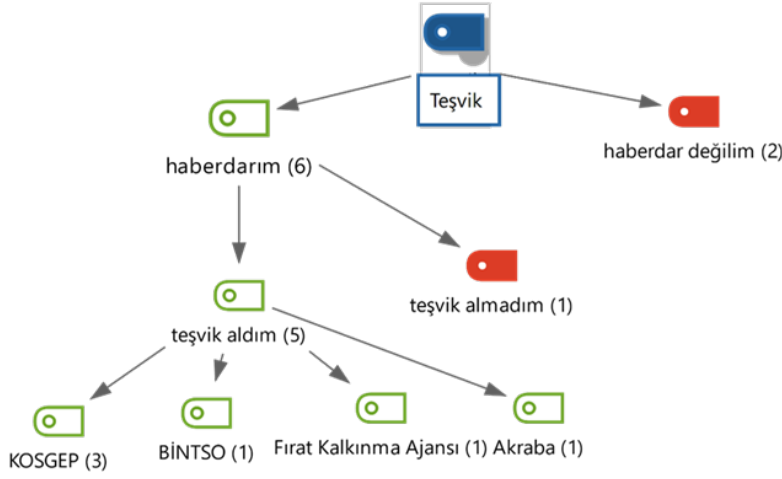 Teşvik
haberdarım (6)
haberdar değilim (2)
teşvik almadım (1)
teşvik aldım (5)
KOSGEP (3)
BİNTSO (1)
Fırat Kalkınma Ajansı (1)
Akraba (1)